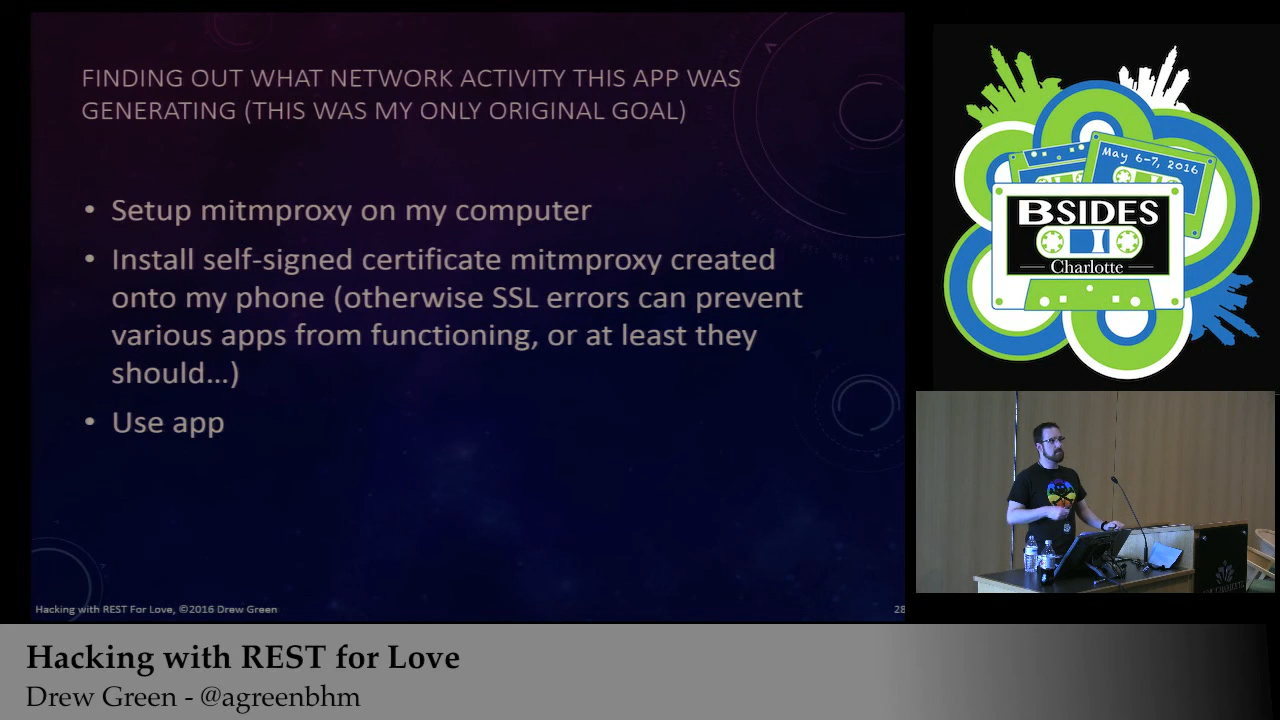 FINDING OUT WHAT NETWORK ACTIVITY THIS APP WAS
GENERATING (THIS WAS MY ONLY ORIGINAL GOAL)
• Setup mitmproxy on my computer
• Install self-signed certificate mitmproxy created
onto my phone (otherwise SSL errors can prevent
various apps from functioning, or at least they
should...)
• Use app
Hacking with REST For Love, ©2016 Drew Green
28
May 6-7, 2016
BSIDES
Charlotte
Hacking with REST for Love
Drew Green - @agreenbhm